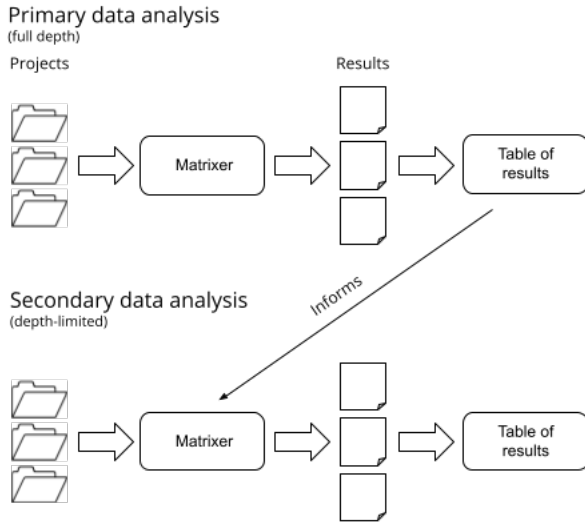 Primary data analysis
(full depth)
Projects
Results
Matrixer
Table of
results
Informs
Secondary data analysis
(depth-limited)
Matrixer
Table of
results